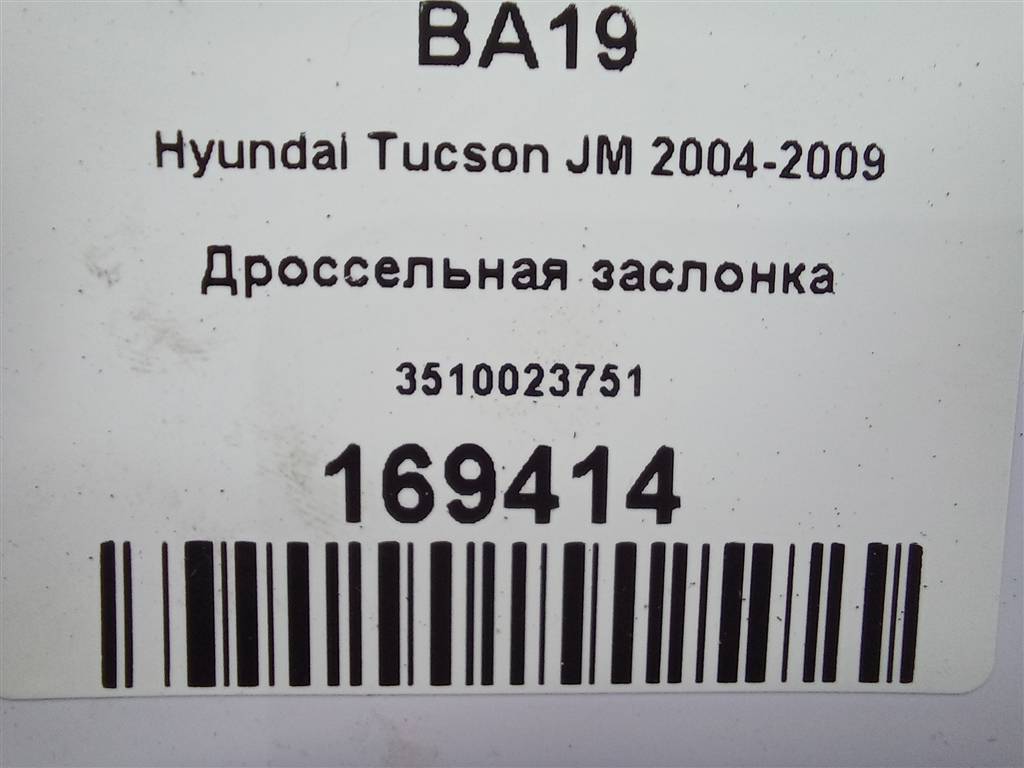 BA19
Hyundai Tucson JM 2004-2009
Дроссельная заслонка
3510023751
169414